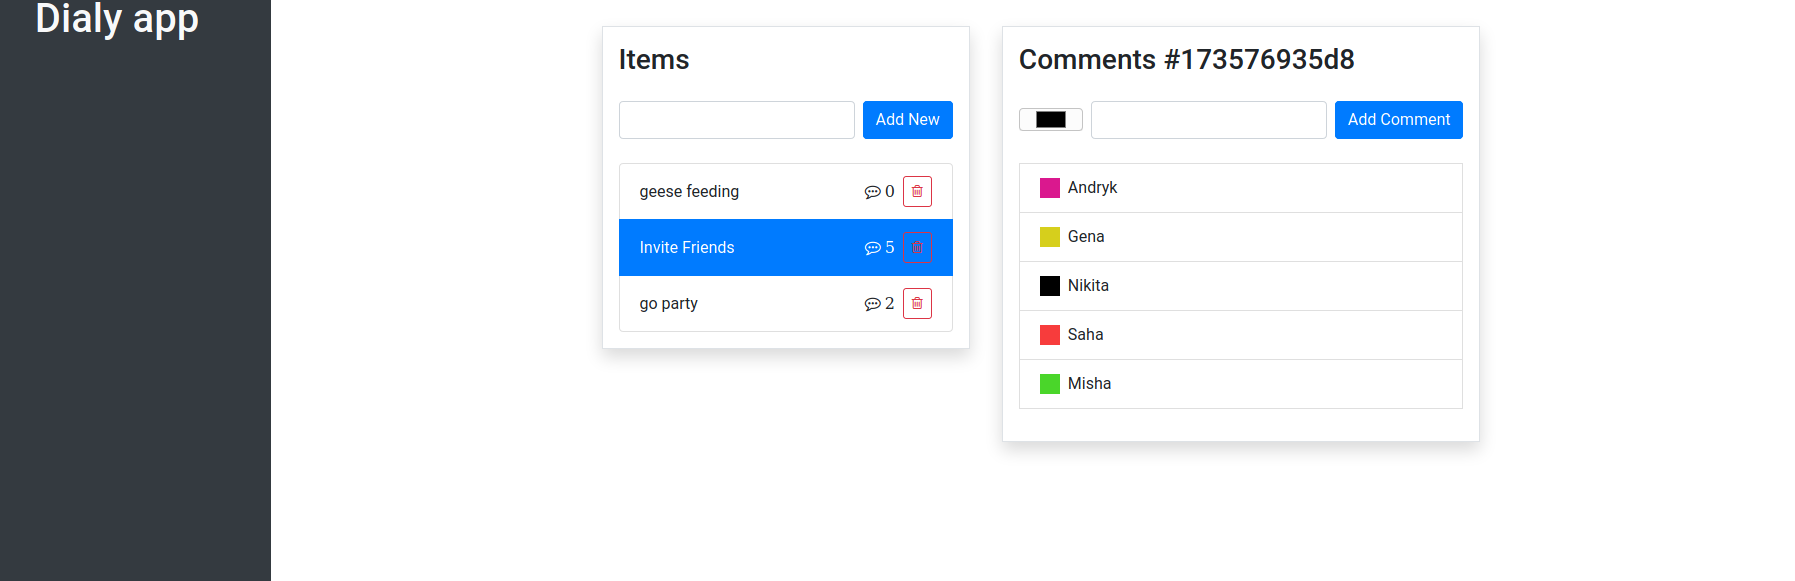 Dialy app
Items
Add New
geese feeding 0
Invite Friends 5
go party 2
Comments #173576935d8
Add Comment
Andryk
Gena
Nikita
Saha
Misha